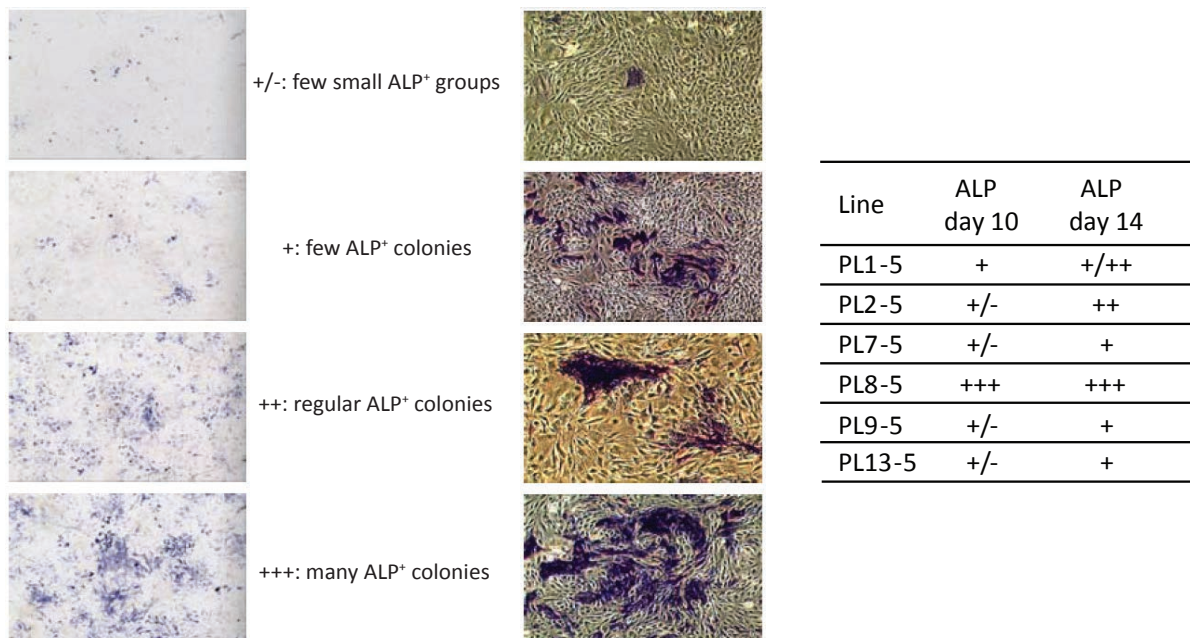 +/-: few small ALP⁺ groups
+: few ALP⁺ colonies
++: regular ALP⁺ colonies
+++: many ALP⁺ colonies
Line ALP day 10 ALP day 14
PL1-5 + +/++
PL2-5 +/- ++
PL7-5 +/- +
PL8-5 +++ +++
PL9-5 +/- +
PL13-5 +/- +